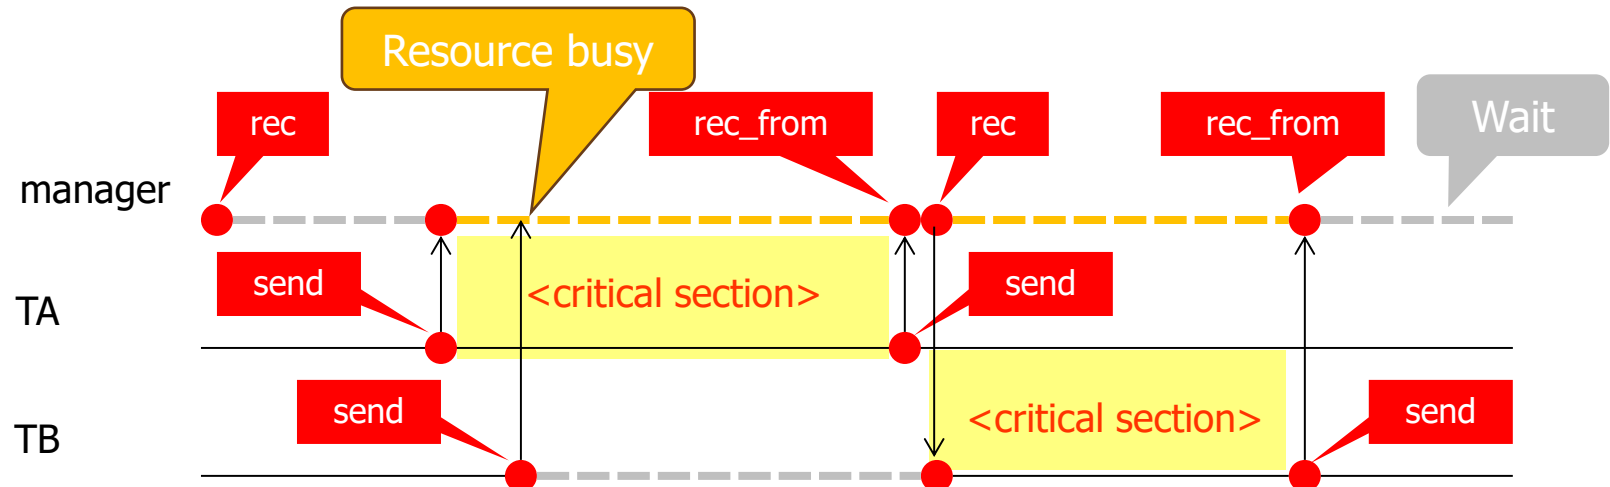 Resource busy
rec
rec_from
rec
rec_from
Wait
manager
send
<critical section>
send
TA
send
<critical section>
send
TB